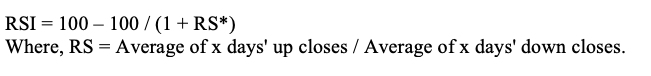 RSI = 100 – 100 / (1 + RS*)
Where, RS = Average of x days' up closes / Average of x days' down closes.